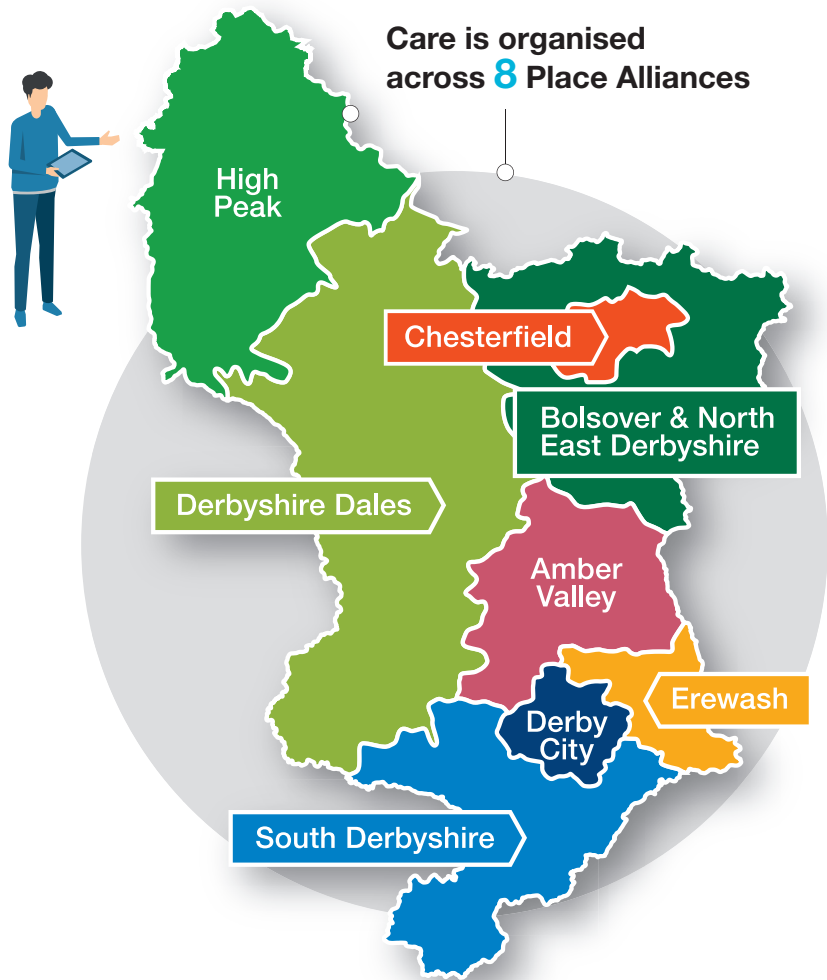 Care is organised
across 8 Place Alliances
High
Peak
Chesterfield
Bolsover & North
East Derbyshire
Derbyshire Dales
Amber
Valley
Erewash
Derby
City
South Derbyshire